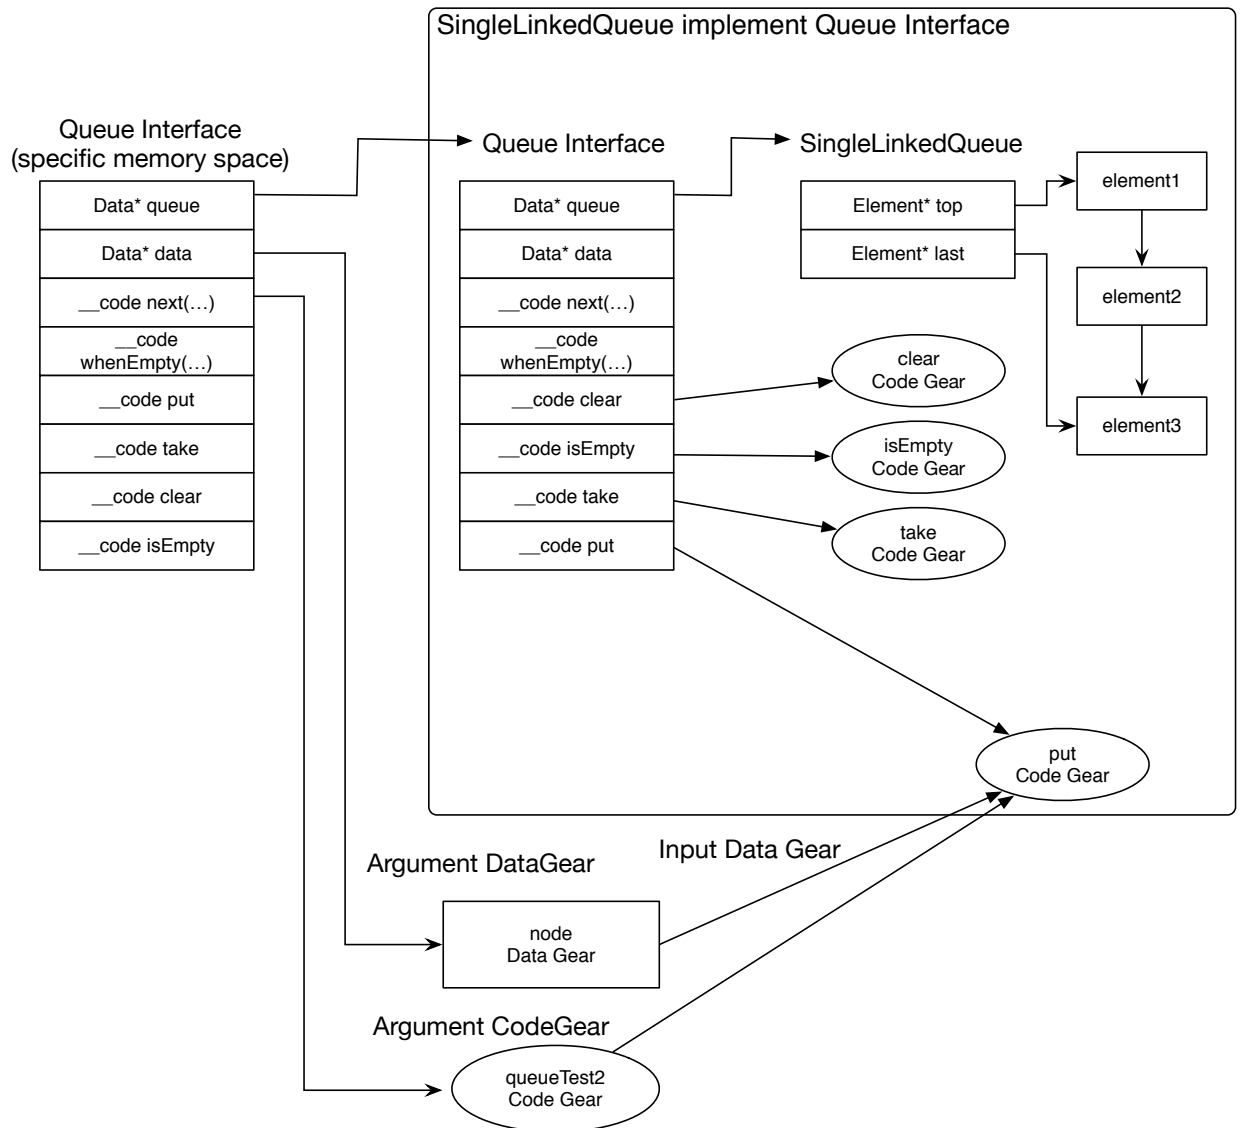 SingleLinkedQueue implement Queue Interface
Queue Interface
(specific memory space)
Data* queue
Data* data
__code next(…)
__code
whenEmpty(…)
__code put
__code take
__code clear
__code isEmpty
Queue Interface
Data* queue
Data* data
__code next(…)
__code
whenEmpty(…)
__code clear
__code isEmpty
__code take
__code put
SingleLinkedQueue
Element* top
Element* last
element1
element2
element3
clear
Code Gear
isEmpty
Code Gear
take
Code Gear
put
Code Gear
Input Data Gear
Argument DataGear
node
Data Gear
Argument CodeGear
queueTest2
Code Gear